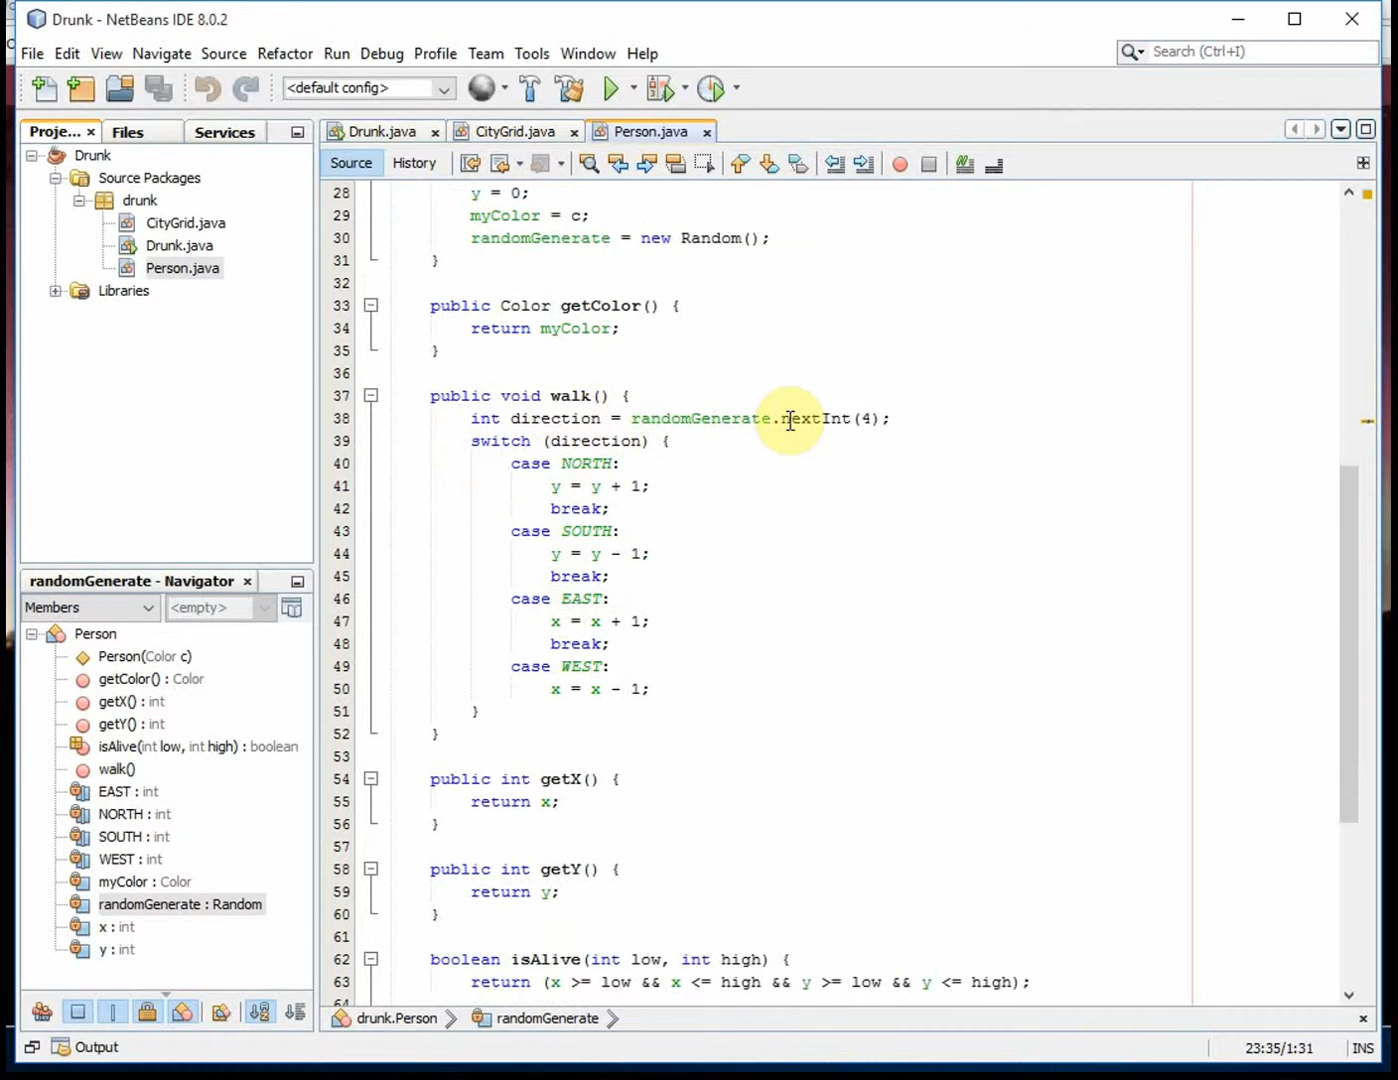 Drunk - NetBeans IDE 8.0.2
File Edit View Navigate Source Refactor Run Debug Profile Team Tools Window Help
Search (Ctrl+I)
<default config>
Proje... Files Services
Drunk.java CityGrid.java Person.java
Drunk
Source Packages
drunk
CityGrid.java
Drunk.java
Person.java
Libraries
Source History
28 y = 0;
29 myColor = c;
30 randomGenerate = new Random();
31 }
32
33 public Color getColor() {
34 return myColor;
35 }
36
37 public void walk() {
38 int direction = randomGenerate.nextInt(4);
39 switch (direction) {
40 case NORTH:
41 y = y + 1;
42 break;
43 case SOUTH:
44 y = y - 1;
45 break;
46 case EAST:
47 x = x + 1;
48 break;
49 case WEST:
50 x = x - 1;
51 }
52 }
53
54 public int getX() {
55 return x;
56 }
57
58 public int getY() {
59 return y;
60 }
61
62 boolean isAlive(int low, int high) {
63 return (x >= low && x <= high && y >= low && y <= high);
64
randomGenerate - Navigator
Members <empty>
Person
Person(Color c)
getColor() : Color
getX() : int
getY() : int
isAlive(int low, int high) : boolean
walk()
EAST : int
NORTH : int
SOUTH : int
WEST : int
myColor : Color
randomGenerate : Random
x : int
y : int
drunk.Person randomGenerate
Output
23:35/1:31 INS